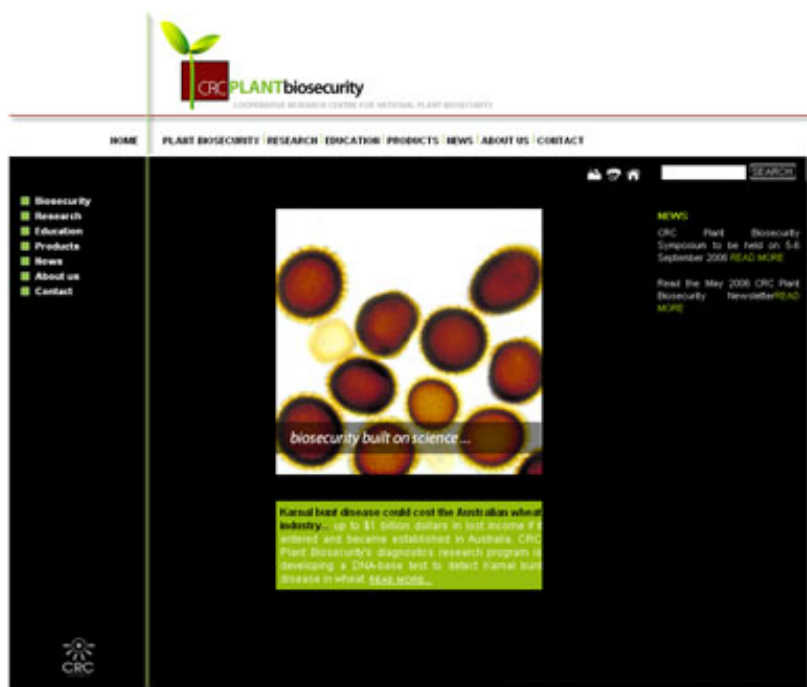 CRCPLANTbiosecurity
COOPERATIVE RESEARCH CENTRE FOR NATIONAL PLANT BIOSECURITY
HOME PLANT BIOSECURITY RESEARCH EDUCATION PRODUCTS NEWS ABOUT US CONTACT
SEARCH
Biosecurity
Research
Education
Products
News
About us
Contact
biosecurity built on science ...
Karnal bunt disease could cost the Australian wheat
industry... up to $1 billion dollars in lost income if
entered and became established in Australia. CRC
Plant Biosecurity's diagnostics research program is
developing a DNA-base test to detect Karnal bunt
disease in wheat. READ MORE...
NEWS
CRC Plant Biosecurity
Symposium to be held on 5-8
September 2006 READ MORE
Read the May 2006 CRC Plant
Biosecurity NewsletterREAD
MORE
CRC